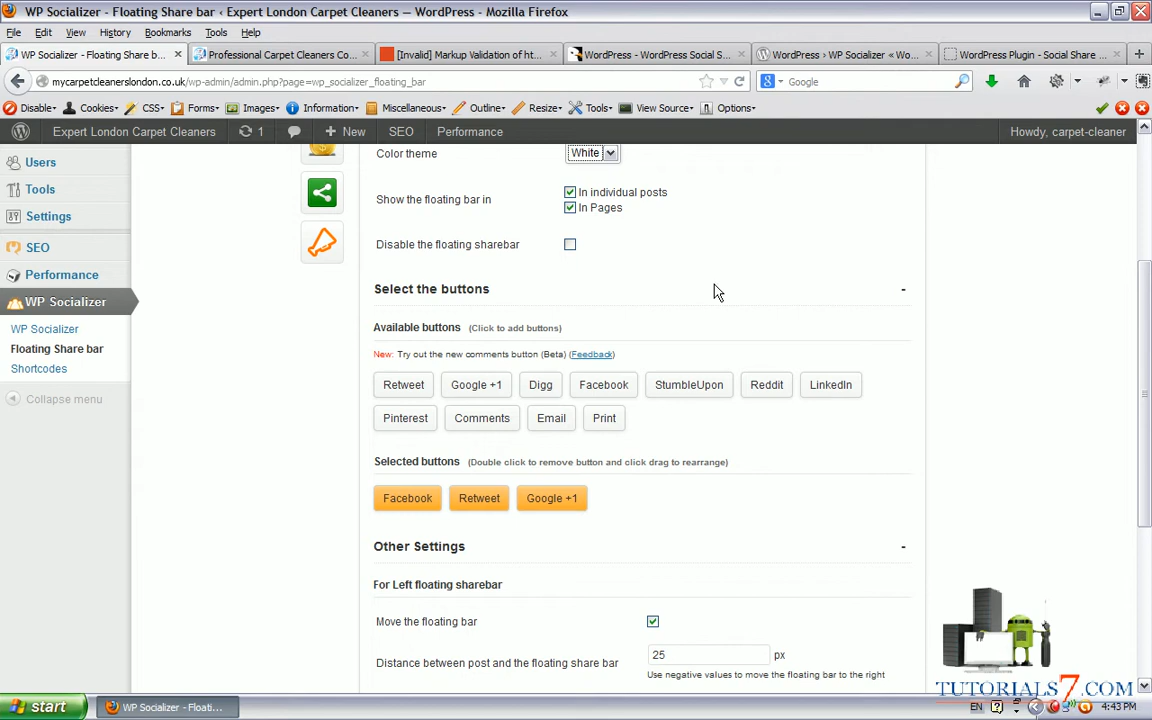 WP Socializer - Floating Share bar ‹ Expert London Carpet Cleaners — WordPress - Mozilla Firefox
File Edit View History Bookmarks Tools Help
WP Socializer - Floating Share b... × Professional Carpet Cleaners Co... × [Invalid] Markup Validation of ht... × WordPress - WordPress Social S... × WordPress › WP Socializer « Wo... × WordPress Plugin - Social Share ... ×
mycarpetcleanerslondon.co.uk/wp-admin/admin.php?page=wp_socializer_floating_bar Google
Disable Cookies CSS Forms Images Information Miscellaneous Outline Resize Tools View Source Options
Expert London Carpet Cleaners 1 + New SEO Performance Howdy, carpet-cleaner
Users
Tools
Settings
SEO
Performance
WP Socializer
WP Socializer
Floating Share bar
Shortcodes
Collapse menu
Color theme White
Show the floating bar in In individual posts
In Pages
Disable the floating sharebar
Select the buttons -
Available buttons (Click to add buttons)
New: Try out the new comments button (Beta) (Feedback)
Retweet Google +1 Digg Facebook StumbleUpon Reddit LinkedIn
Pinterest Comments Email Print
Selected buttons (Double click to remove button and click drag to rearrange)
Facebook Retweet Google +1
Other Settings -
For Left floating sharebar
Move the floating bar
Distance between post and the floating share bar 25 px
Use negative values to move the floating bar to the right
TUTORIALS7.COM
start WP Socializer - Floati... EN 4:43 PM